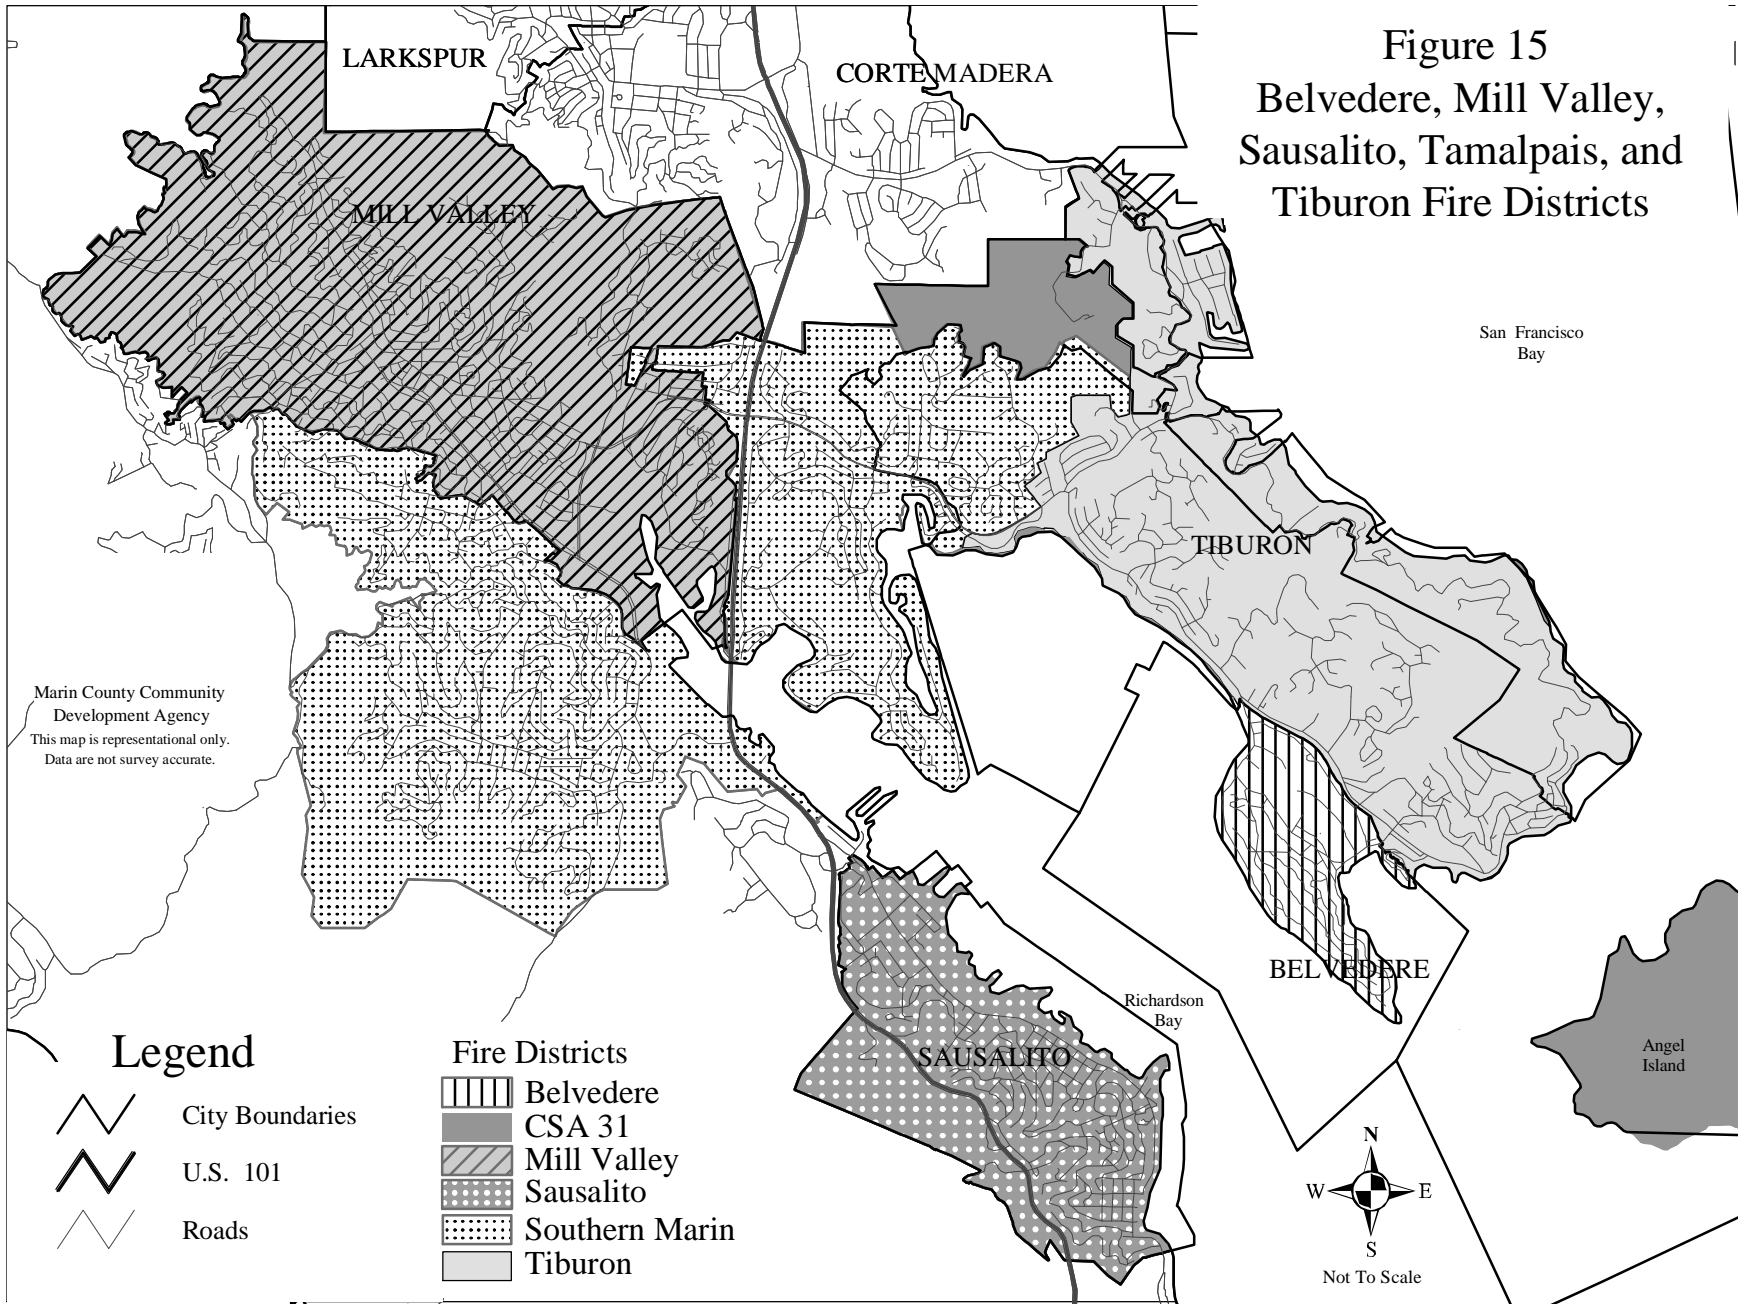 Figure 15
Belvedere, Mill Valley,
Sausalito, Tamalpais, and
Tiburon Fire Districts
LARKSPUR
CORTE MADERA
MILL VALLEY
San Francisco
Bay
TIBURON
Marin County Community
Development Agency
This map is representational only.
Data are not survey accurate.
BELVEDERE
Richardson
Bay
SAUSALITO
Angel
Island
Legend
City Boundaries
U.S. 101
Roads
Fire Districts
Belvedere
CSA 31
Mill Valley
Sausalito
Southern Marin
Tiburon
N
W
E
S
Not To Scale